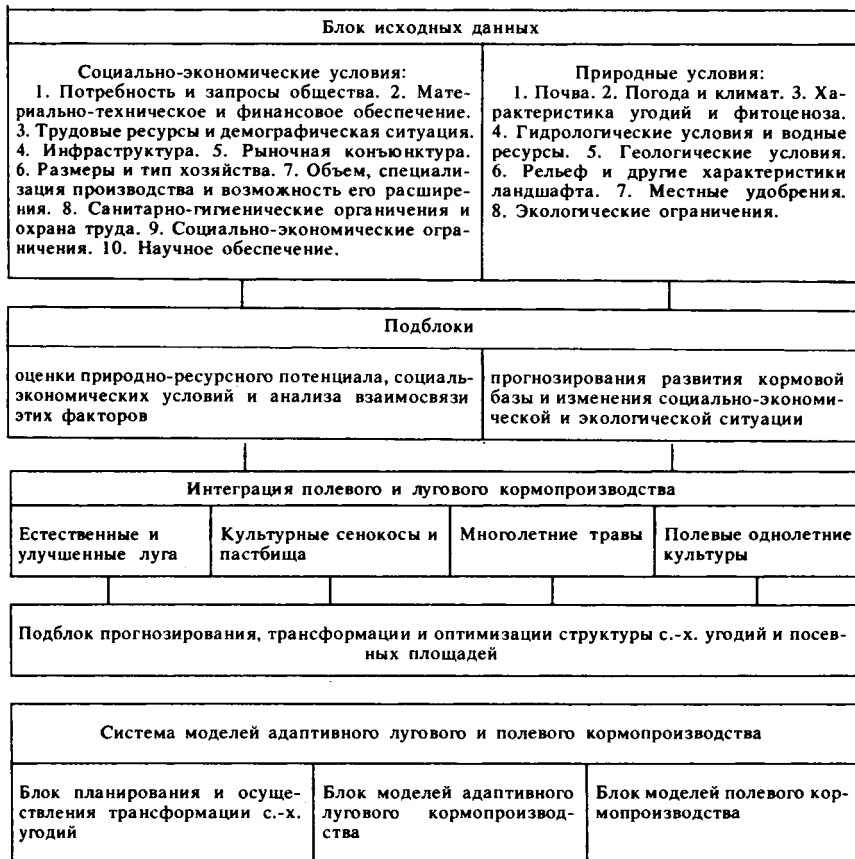 Блок исходных данных
Социально-экономические условия:
1. Потребность и запросы общества. 2. Мате-
риально-техническое и финансовое обеспечение.
3. Трудовые ресурсы и демографическая ситуация.
4. Инфраструктура. 5. Рыночная конъюнктура.
6. Размеры и тип хозяйства. 7. Объем, специали-
зация производства и возможность его расшире-
ния. 8. Санитарно-гигиенические органичения и
охрана труда. 9. Социально-экономические огра-
ничения. 10. Научное обеспечение.
Природные условия:
1. Почва. 2. Погода и климат. 3. Ха-
рактеристика угодий и фитоценоза.
4. Гидрологические условия и водные
ресурсы. 5. Геологические условия.
6. Рельеф и другие характеристики
ландшафта. 7. Местные удобрения.
8. Экологические ограничения.
Подблоки
оценки природно-ресурсного потенциала, социаль-
экономических условий и анализа взаимосвязи
этих факторов
прогнозирования развития кормовой
базы и изменения социально-экономи-
ческой и экологической ситуации
Интеграция полевого и лугового кормопроизводства
Естественные и
улучшенные луга
Культурные сенокосы и
пастбища
Многолетние травы
Полевые однолетние
культуры
Подблок прогнозирования, трансформации и оптимизации структуры с.-х. угодий и посев-
ных площадей
Система моделей адаптивного лугового и полевого кормопроизводства
Блок планирования и осуще-
ствления трансформации с.-х.
угодий
Блок моделей адаптивного
лугового кормопроизвод-
ства
Блок моделей полевого кор-
мопроизводства